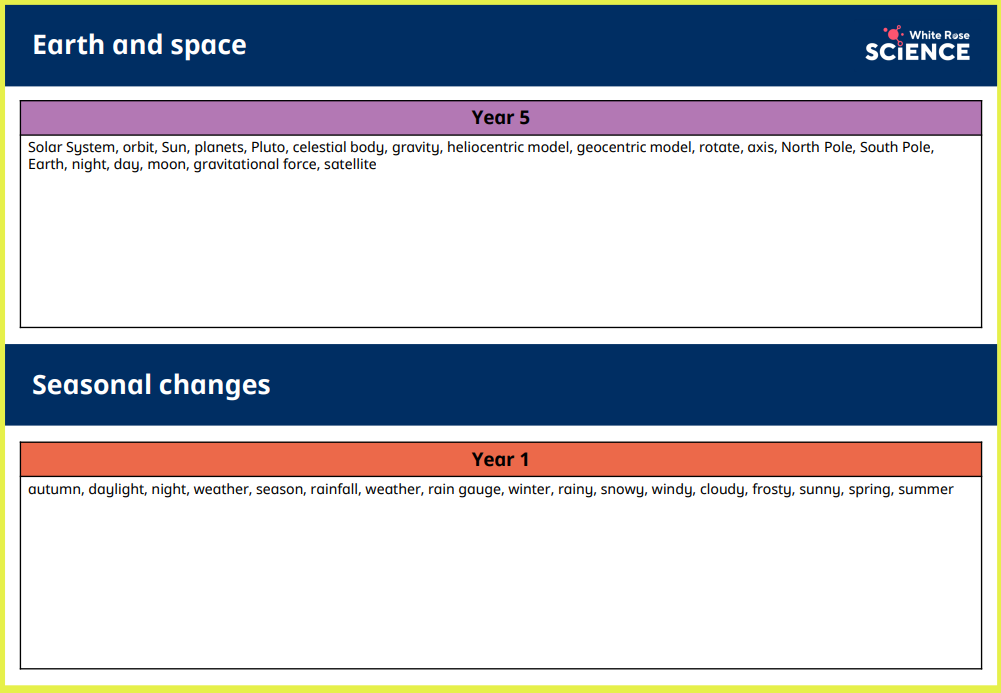 Earth and space
White Rose
SCIENCE
Year 5
Solar System, orbit, Sun, planets, Pluto, celestial body, gravity, heliocentric model, geocentric model, rotate, axis, North Pole, South Pole,
Earth, night, day, moon, gravitational force, satellite
Seasonal changes
Year 1
autumn, daylight, night, weather, season, rainfall, weather, rain gauge, winter, rainy, snowy, windy, cloudy, frosty, sunny, spring, summer